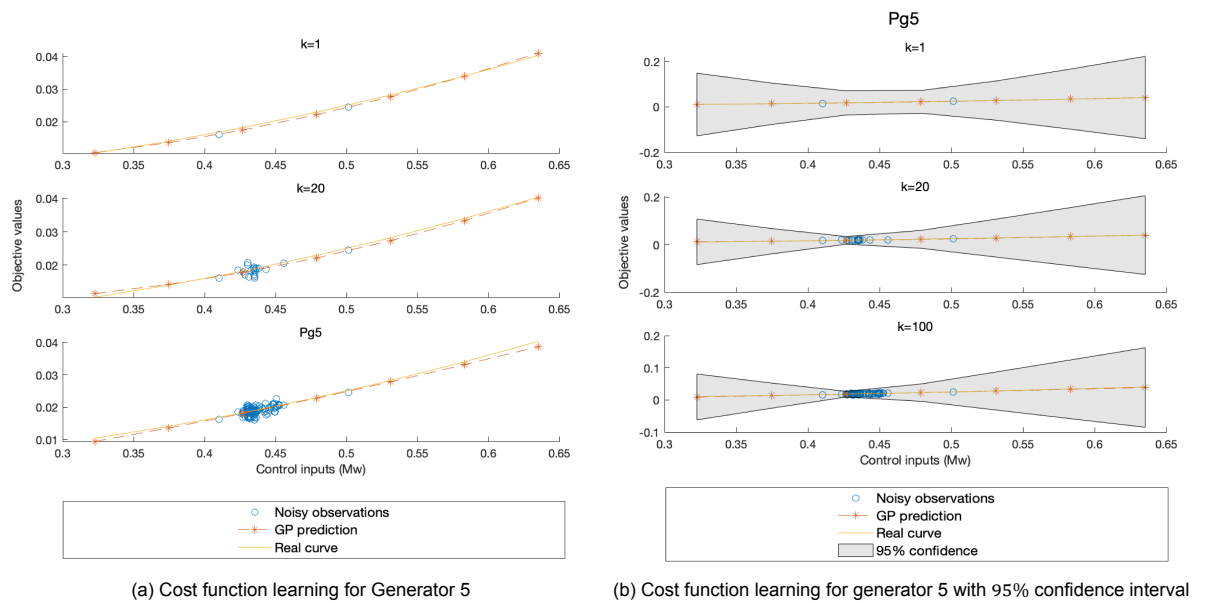 k=1
0.04
0.03
0.02
0.3 0.35 0.4 0.45 0.5 0.55 0.6 0.65
k=20
Objective values
0.04
0.03
0.02
0.3 0.35 0.4 0.45 0.5 0.55 0.6 0.65
Pg5
0.04
0.03
0.02
0.01
0.3 0.35 0.4 0.45 0.5 0.55 0.6 0.65
Control inputs (Mw)
Noisy observations
GP prediction
Real curve
(a) Cost function learning for Generator 5
Pg5
k=1
0.2
0
-0.2
0.3 0.35 0.4 0.45 0.5 0.55 0.6 0.65
k=20
Objective values
0.2
0
-0.2
0.3 0.35 0.4 0.45 0.5 0.55 0.6 0.65
k=100
0.2
0.1
0
-0.1
0.3 0.35 0.4 0.45 0.5 0.55 0.6 0.65
Control inputs (Mw)
Noisy observations
GP prediction
Real curve
95% confidence
(b) Cost function learning for generator 5 with 95% confidence interval